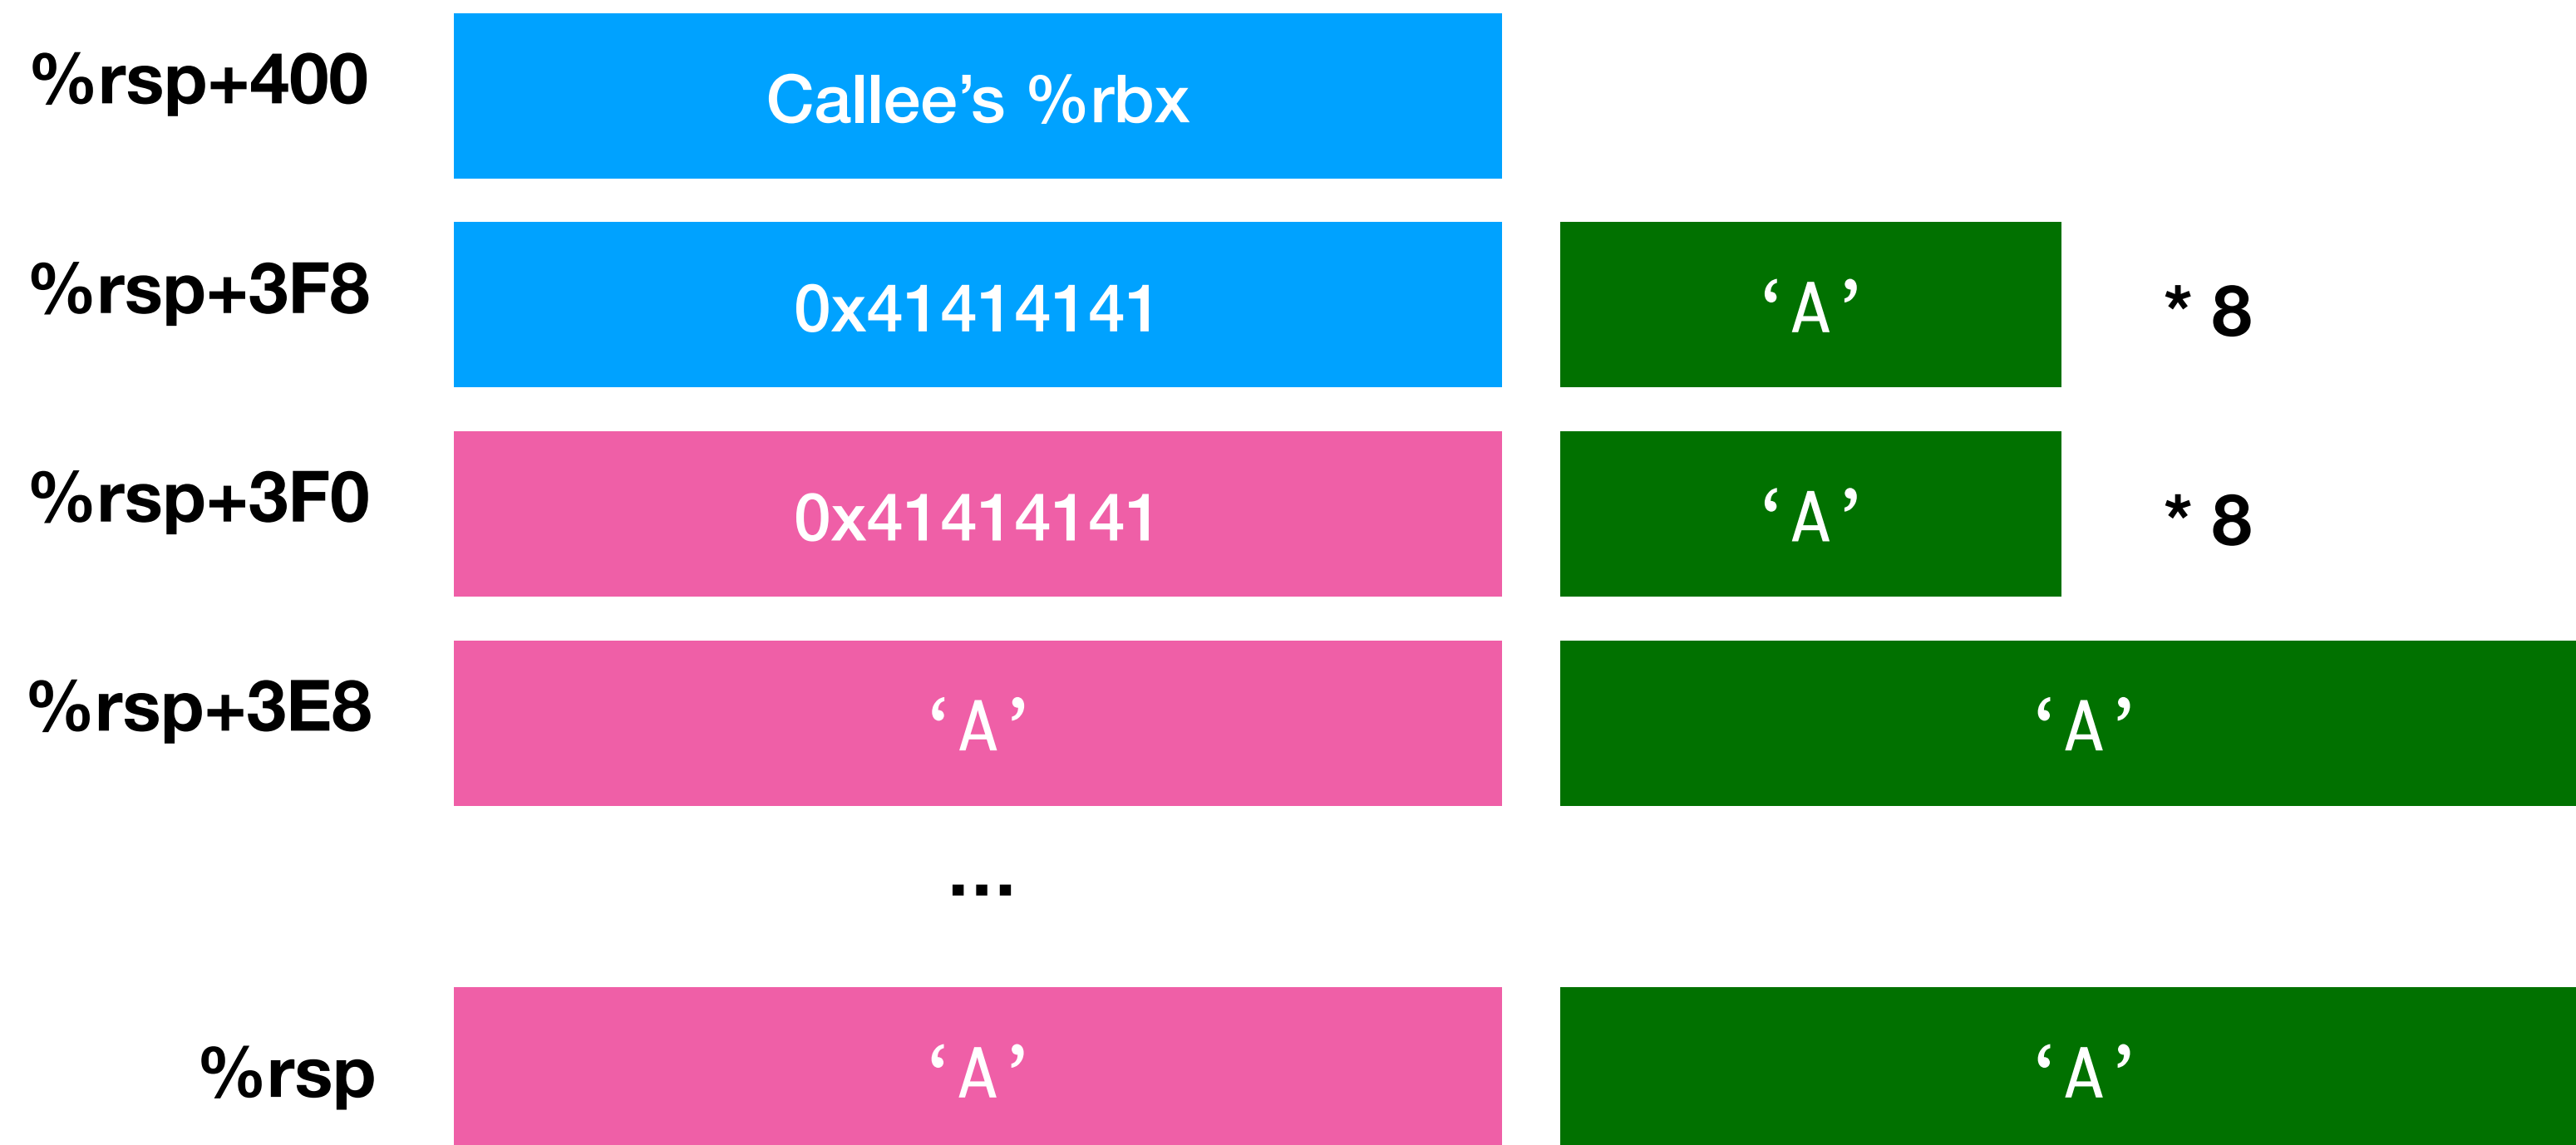 %rsp+400 Callee’s %rbx
%rsp+3F8 0x41414141 ‘A’ * 8
%rsp+3F0 0x41414141 ‘A’ * 8
%rsp+3E8 ‘A’ ‘A’
...
%rsp ‘A’ ‘A’